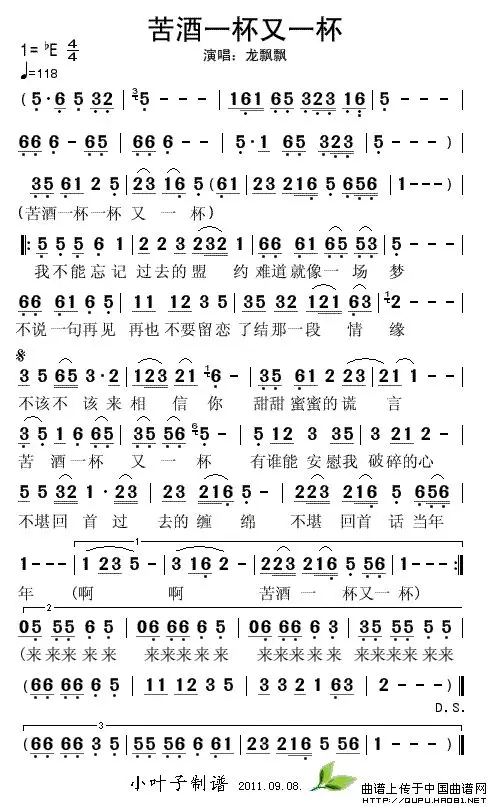 苦酒一杯又一杯
1= ♭E 4/4
演唱：龙飘飘
♩=118
( 5·6 5 32 | 3 5 - - - | 161 65 323 16 | 5 - - - |
66 6 - 65 | 66 6 - - | 5·1 65 323 | 5 - - - )
35 61 2 5 | 23 16 5 (61 | 23 216 5 656 | 1 - - - )
(苦酒一杯一杯 又 一 杯)
‖: 5 5 5 6 1 | 2 2 3 232 1 | 66 61 65 53 | 5 -
我不能忘记 过去的盟 约 难道就像一 场 梦
66 61 65 | 11 12 35 | 35 32 121 63 | 1 2 - - -
不说一句再见 再也不要留恋 了结那一段 情 缘
3 5 65 3·2 | 123 21 1 6 - | 35 61 2 23 | 21 1 - -
不该不 该来 相 信 你 甜甜 蜜蜜的谎 言
3 5 1 6 65 | 35 56 6 5 - | 5 12 3 35 | 3 21 2 -
苦 酒一杯 又 一 杯 有谁能 安慰我 破碎的心
5 5 32 1·23 | 23 216 5 - | 223 216 5 656
不堪回 首 过 去的缠 绵 不堪 回首 话 当年
1
1 - - - | 1 23 5 - | 3 16 2 - | 223 216 5 56 | 1 - - - :‖
年 (啊 啊 苦酒 一 杯又一杯)
2
05 55 65 5 | 06 66 6 6 | 06 66 6 3 | 35 55 5 5
(来来来 来来 来来来来 来来来来 来 来来来来来
(66 66 6 5 | 11 12 3 5 | 3 32 1 63 | 2 - - - )‖
D.S.
3
(66 66 3 5 | 55 56 61 | 223 216 5 56 | 1 - - - )‖
小叶子制谱 2011.09.08.
曲谱上传于中国曲谱网
http://QUPU.HAO81.NET